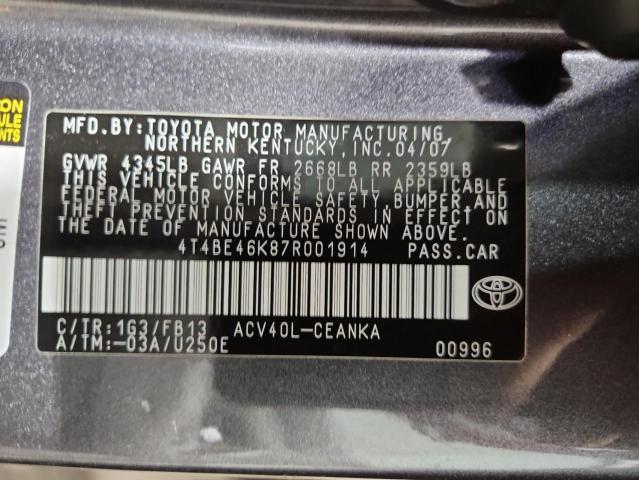 MFD.BY:TOYOTA MOTOR MANUFACTURING,
NORTHERN KENTUCKY,INC.04/07
GVWR 4345LB GAWR FR 2668LB RR 2359LB
THIS VEHICLE CONFORMS TO ALL APPLICABLE
FEDERAL MOTOR VEHICLE SAFETY, BUMPER AND
THEFT PREVENTION STANDARDS IN EFFECT ON
THE DATE OF MANUFACTURE SHOWN ABOVE.
4T4BE46K87R001914 PASS.CAR
C/TR:1G3/FB13 ACV40L-CEANKA
A/TM:-03A/U250E
00996
TOYOTA